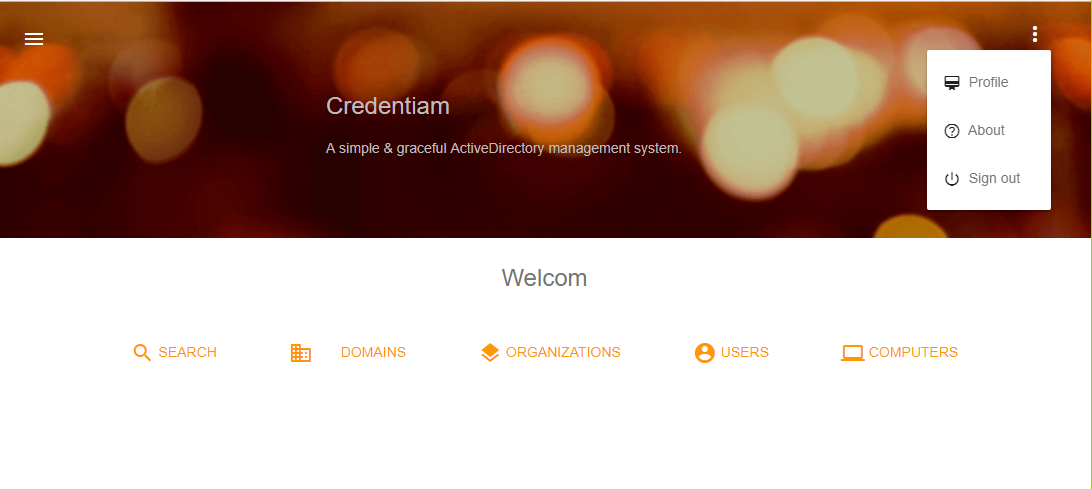 Credentiam
A simple & graceful ActiveDirectory management system.
Profile
About
Sign out
Welcom
SEARCH DOMAINS ORGANIZATIONS USERS COMPUTERS